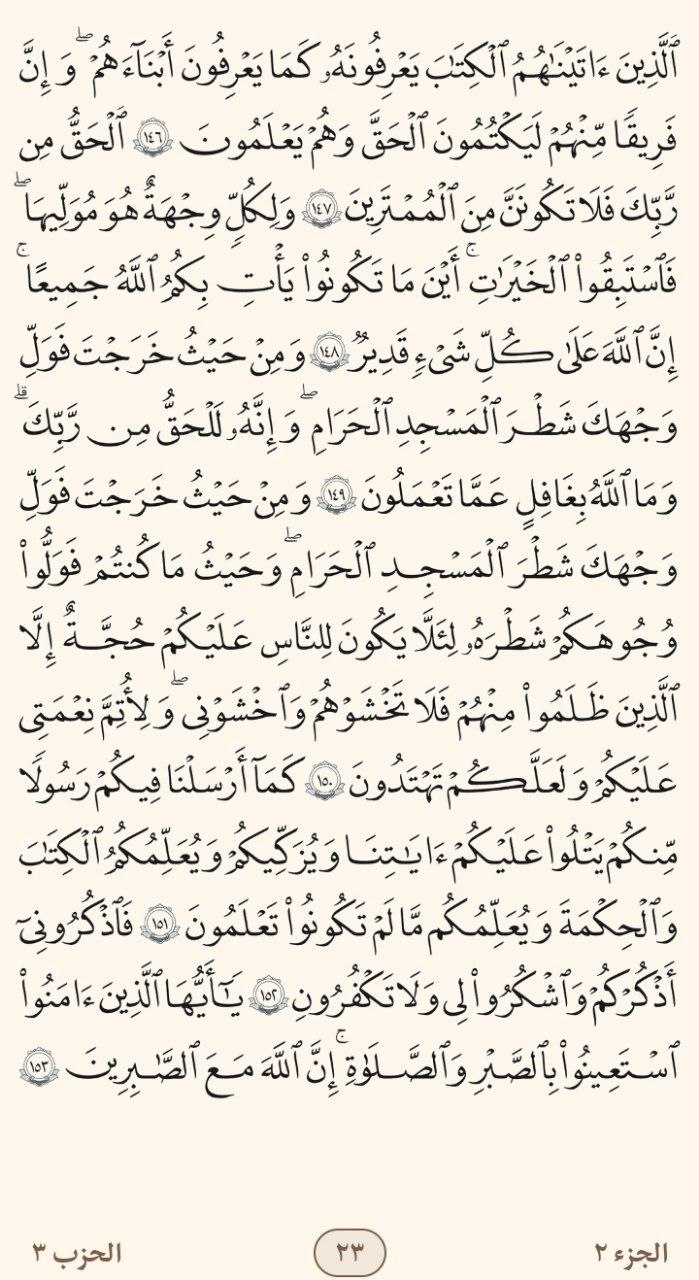 ٱلَّذِينَ ءَاتَيْنَٰهُمُ ٱلْكِتَٰبَ يَعْرِفُونَهُۥ كَمَا يَعْرِفُونَ أَبْنَآءَهُمْ ۖ وَإِنَّ
فَرِيقًا مِّنْهُمْ لَيَكْتُمُونَ ٱلْحَقَّ وَهُمْ يَعْلَمُونَ ١٤٦ ٱلْحَقُّ مِن
رَّبِّكَ فَلَا تَكُونَنَّ مِنَ ٱلْمُمْتَرِينَ ١٤٧ وَلِكُلٍّ وِجْهَةٌ هُوَ مُوَلِّيهَا ۖ
فَٱسْتَبِقُوا۟ ٱلْخَيْرَٰتِ ۚ أَيْنَ مَا تَكُونُوا۟ يَأْتِ بِكُمُ ٱللَّهُ جَمِيعًا ۚ
إِنَّ ٱللَّهَ عَلَىٰ كُلِّ شَىْءٍ قَدِيرٌ ١٤٨ وَمِنْ حَيْثُ خَرَجْتَ فَوَلِّ
وَجْهَكَ شَطْرَ ٱلْمَسْجِدِ ٱلْحَرَامِ ۖ وَإِنَّهُۥ لَلْحَقُّ مِن رَّبِّكَ ۗ
وَمَا ٱللَّهُ بِغَٰفِلٍ عَمَّا تَعْمَلُونَ ١٤٩ وَمِنْ حَيْثُ خَرَجْتَ فَوَلِّ
وَجْهَكَ شَطْرَ ٱلْمَسْجِدِ ٱلْحَرَامِ ۖ وَحَيْثُ مَا كُنتُمْ فَوَلُّوا۟
وُجُوهَكُمْ شَطْرَهُۥ لِئَلَّا يَكُونَ لِلنَّاسِ عَلَيْكُمْ حُجَّةٌ إِلَّا
ٱلَّذِينَ ظَلَمُوا۟ مِنْهُمْ فَلَا تَخْشَوْهُمْ وَٱخْشَوْنِى ۖ وَلِأُتِمَّ نِعْمَتِى
عَلَيْكُمْ وَلَعَلَّكُمْ تَهْتَدُونَ ١٥٠ كَمَآ أَرْسَلْنَا فِيكُمْ رَسُولًا
مِّنكُمْ يَتْلُوا۟ عَلَيْكُمْ ءَايَٰتِنَا وَيُزَكِّيكُمْ وَيُعَلِّمُكُمُ ٱلْكِتَٰبَ
وَٱلْحِكْمَةَ وَيُعَلِّمُكُم مَّا لَمْ تَكُونُوا۟ تَعْلَمُونَ ١٥١ فَٱذْكُرُونِىٓ
أَذْكُرْكُمْ وَٱشْكُرُوا۟ لِى وَلَا تَكْفُرُونِ ١٥٢ يَٰٓأَيُّهَا ٱلَّذِينَ ءَامَنُوا۟
ٱسْتَعِينُوا۟ بِٱلصَّبْرِ وَٱلصَّلَوٰةِ ۚ إِنَّ ٱللَّهَ مَعَ ٱلصَّٰبِرِينَ ١٥٣
الجزء ٢ ٢٣ الحزب ٣